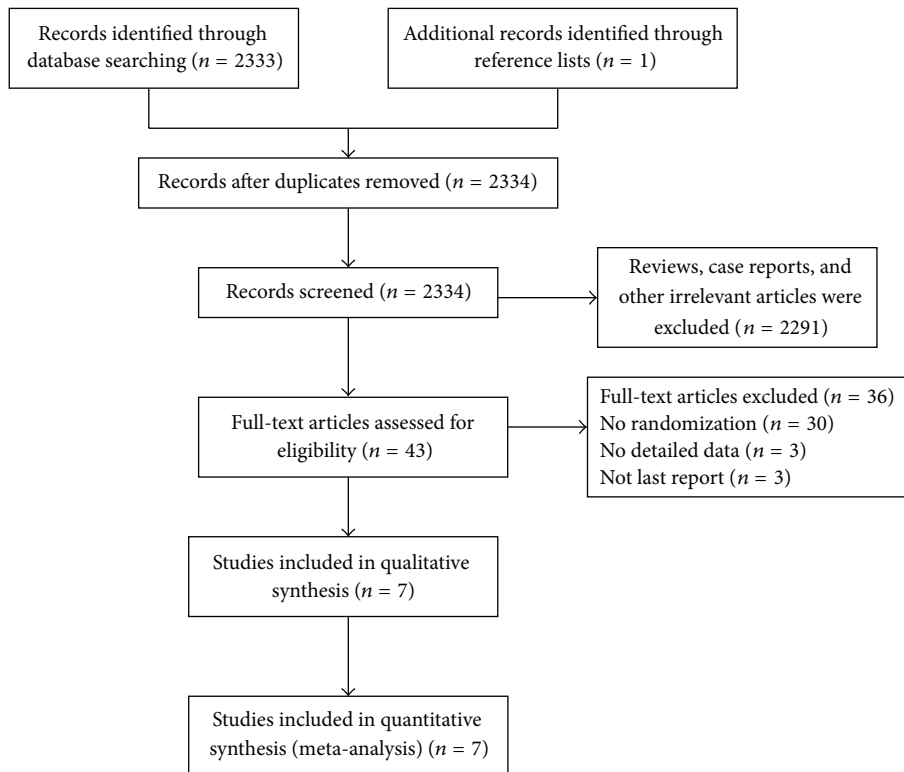 Records identified through
database searching (n = 2333)
Additional records identified through
reference lists (n = 1)
Records after duplicates removed (n = 2334)
Records screened (n = 2334)
Reviews, case reports, and
other irrelevant articles were
excluded (n = 2291)
Full-text articles assessed for
eligibility (n = 43)
Full-text articles excluded (n = 36)
No randomization (n = 30)
No detailed data (n = 3)
Not last report (n = 3)
Studies included in qualitative
synthesis (n = 7)
Studies included in quantitative
synthesis (meta-analysis) (n = 7)